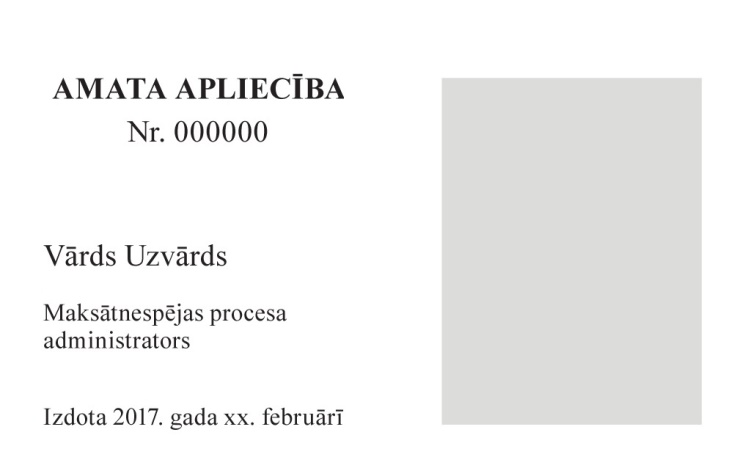 AMATA APLIECĪBA
Nr. 000000
Vārds Uzvārds
Maksātnespējas procesa
administrators
Izdota 2017. gada xx. februārī